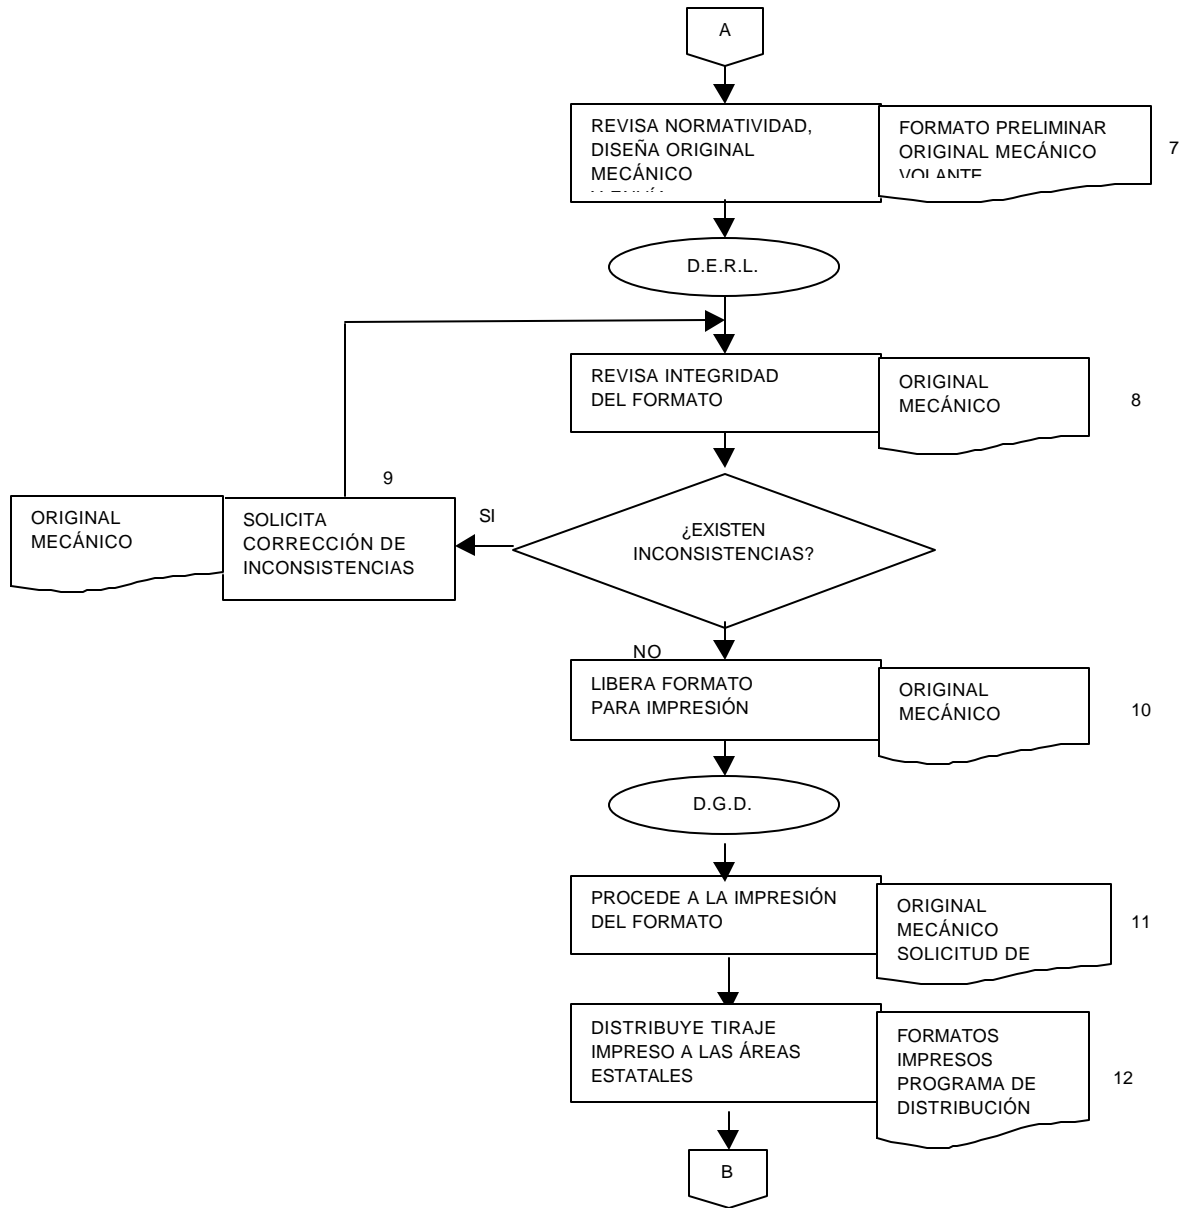 A
REVISA NORMATIVIDAD,
DISEÑA ORIGINAL
MECÁNICO
FORMATO PRELIMINAR
ORIGINAL MECÁNICO
VOLANTE
7
D.E.R.L.
REVISA INTEGRIDAD
DEL FORMATO
ORIGINAL
MECÁNICO
8
9
ORIGINAL
MECÁNICO
SOLICITA
CORRECCIÓN DE
INCONSISTENCIAS
SI
¿EXISTEN
INCONSISTENCIAS?
NO
LIBERA FORMATO
PARA IMPRESIÓN
ORIGINAL
MECÁNICO
10
D.G.D.
PROCEDE A LA IMPRESIÓN
DEL FORMATO
ORIGINAL
MECÁNICO
SOLICITUD DE
11
DISTRIBUYE TIRAJE
IMPRESO A LAS ÁREAS
ESTATALES
FORMATOS
IMPRESOS
PROGRAMA DE
DISTRIBUCIÓN
12
B